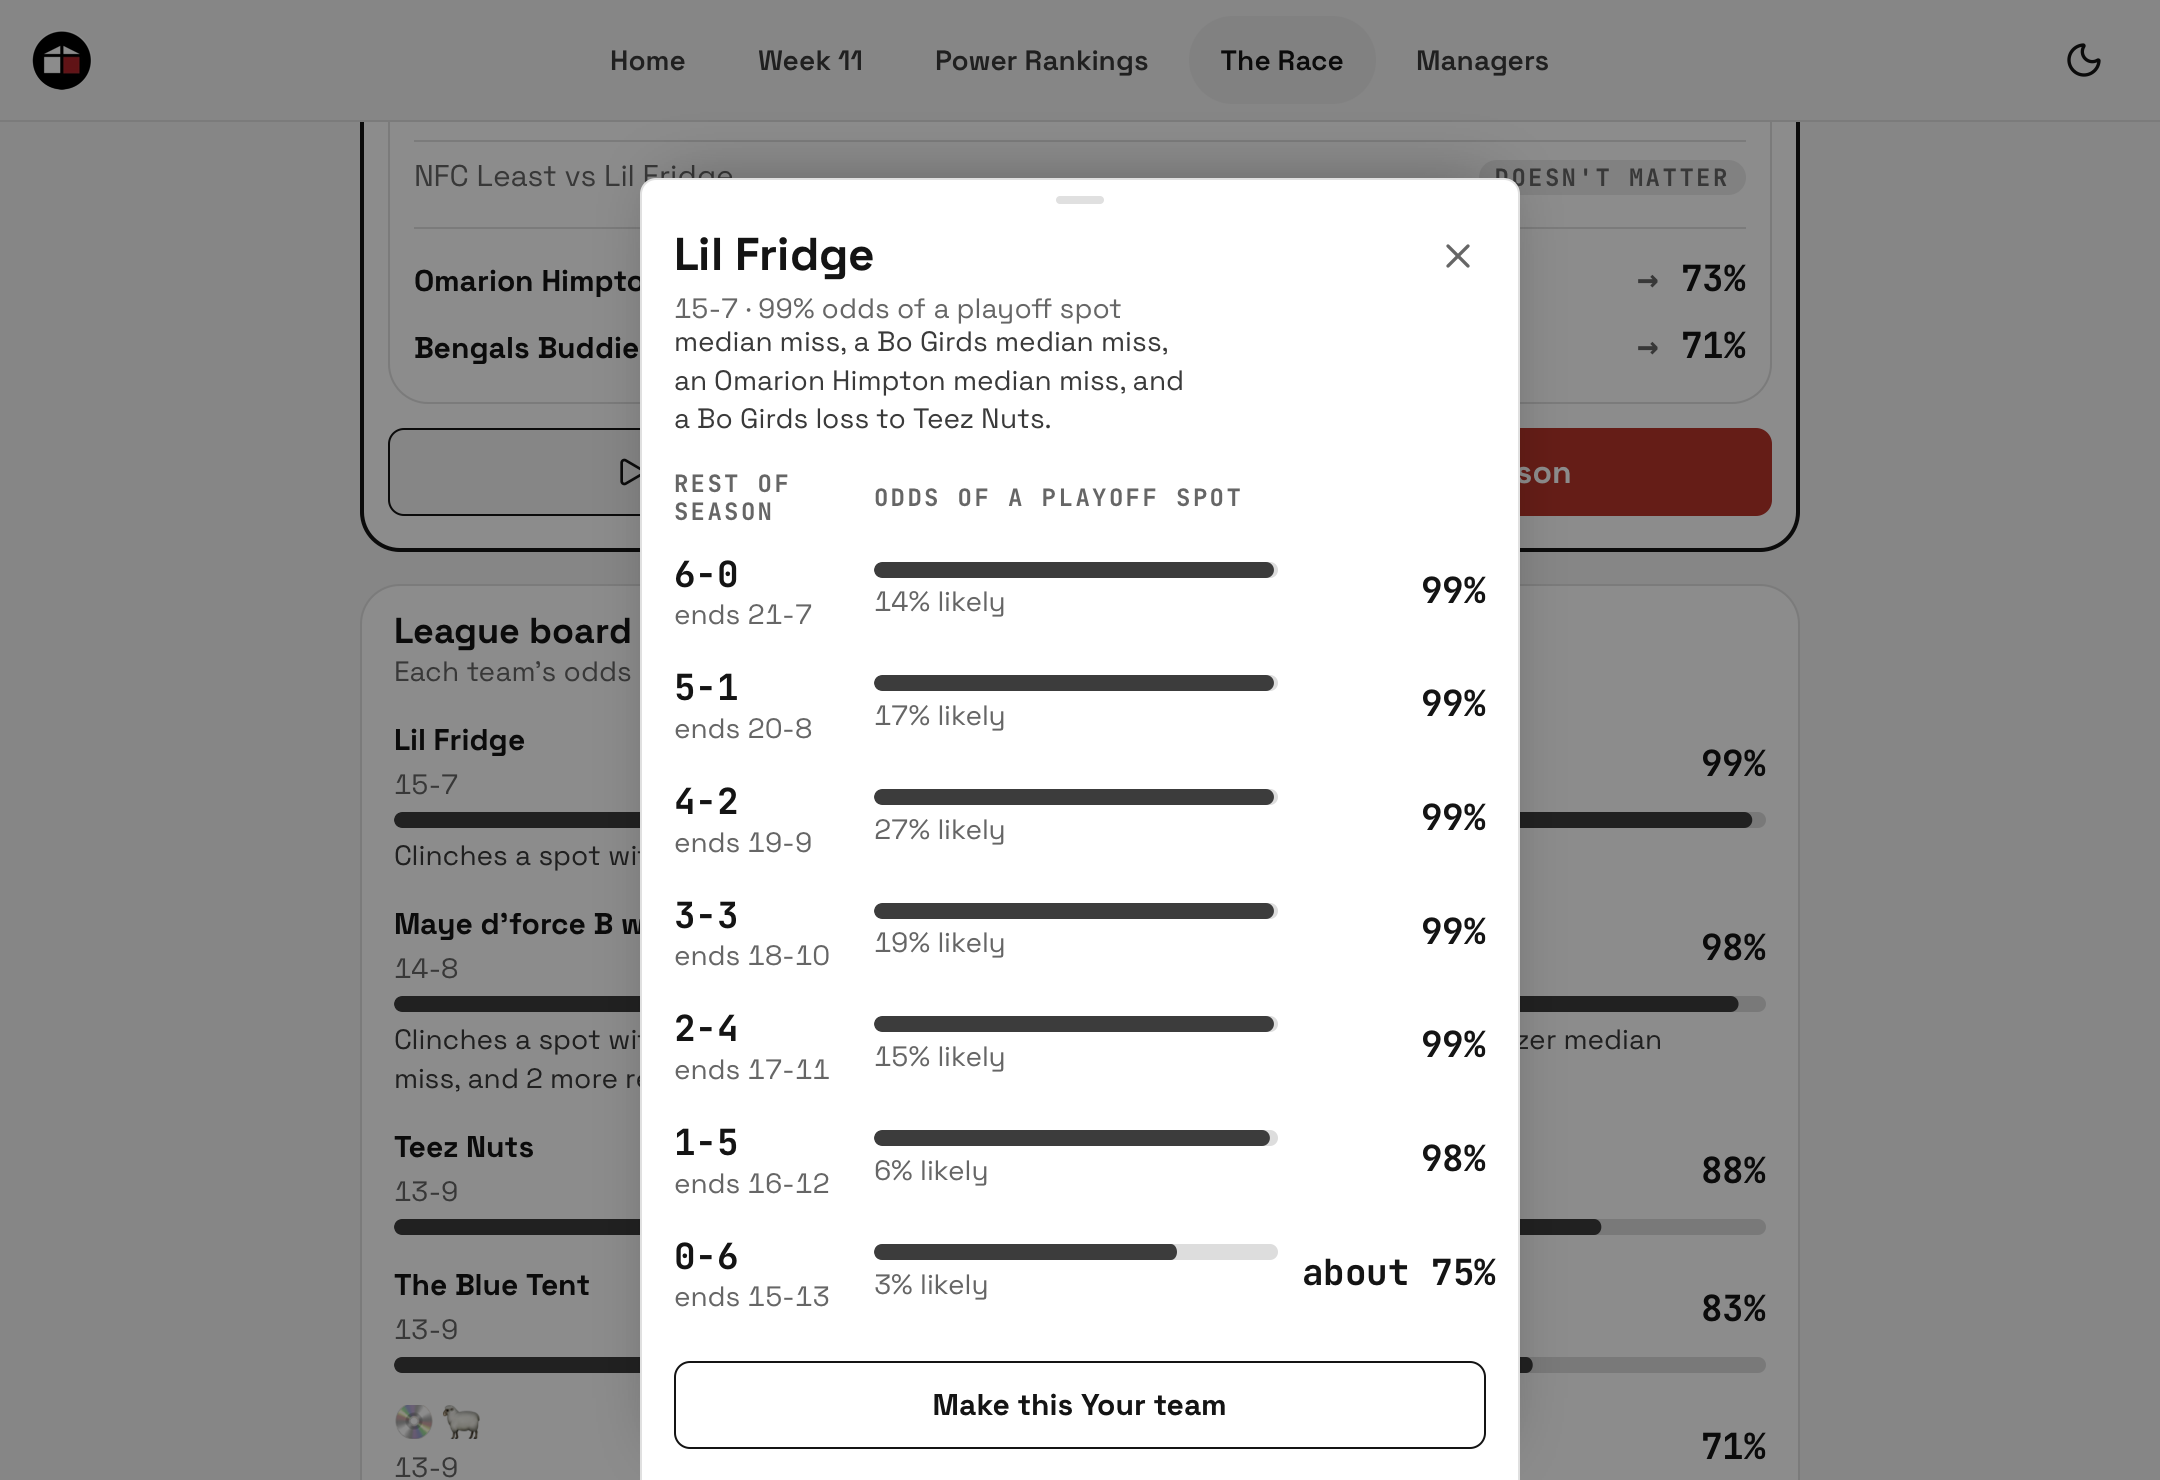 Home
Week 11
Power Rankings
The Race
Managers
NFC Least vs Lil Fridge
DOESN'T MATTER
Omarion Himpto
→ 73%
Bengals Buddie
→ 71%
son
Lil Fridge
15-7 · 99% odds of a playoff spot
median miss, a Bo Girds median miss,
an Omarion Himpton median miss, and
a Bo Girds loss to Teez Nuts.
REST OF
SEASON
ODDS OF A PLAYOFF SPOT
6-0
ends 21-7
14% likely
99%
5-1
ends 20-8
17% likely
99%
4-2
ends 19-9
27% likely
99%
3-3
ends 18-10
19% likely
99%
2-4
ends 17-11
15% likely
99%
1-5
ends 16-12
6% likely
98%
0-6
ends 15-13
3% likely
about 75%
Make this Your team
League board
Each team's odds
Lil Fridge
15-7
99%
Clinches a spot wit
Maye d'force B w
14-8
98%
Clinches a spot wit
zer median
miss, and 2 more re
Teez Nuts
13-9
88%
The Blue Tent
13-9
83%
13-9
71%